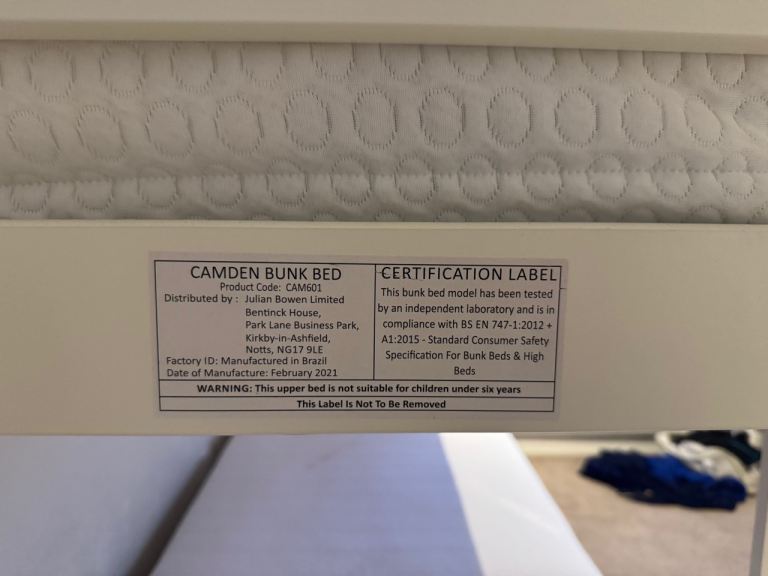 CAMDEN BUNK BED
Product Code: CAM601
Distributed by : Julian Bowen Limited
Bentinck House,
Park Lane Business Park,
Kirkby-in-Ashfield,
Notts, NG17 9LE
Factory ID: Manufactured in Brazil
Date of Manufacture: February 2021
CERTIFICATION LABEL
This bunk bed model has been tested
by an independent laboratory and is in
compliance with BS EN 747-1:2012 +
A1:2015 - Standard Consumer Safety
Specification For Bunk Beds & High
Beds
WARNING: This upper bed is not suitable for children under six years
This Label Is Not To Be Removed